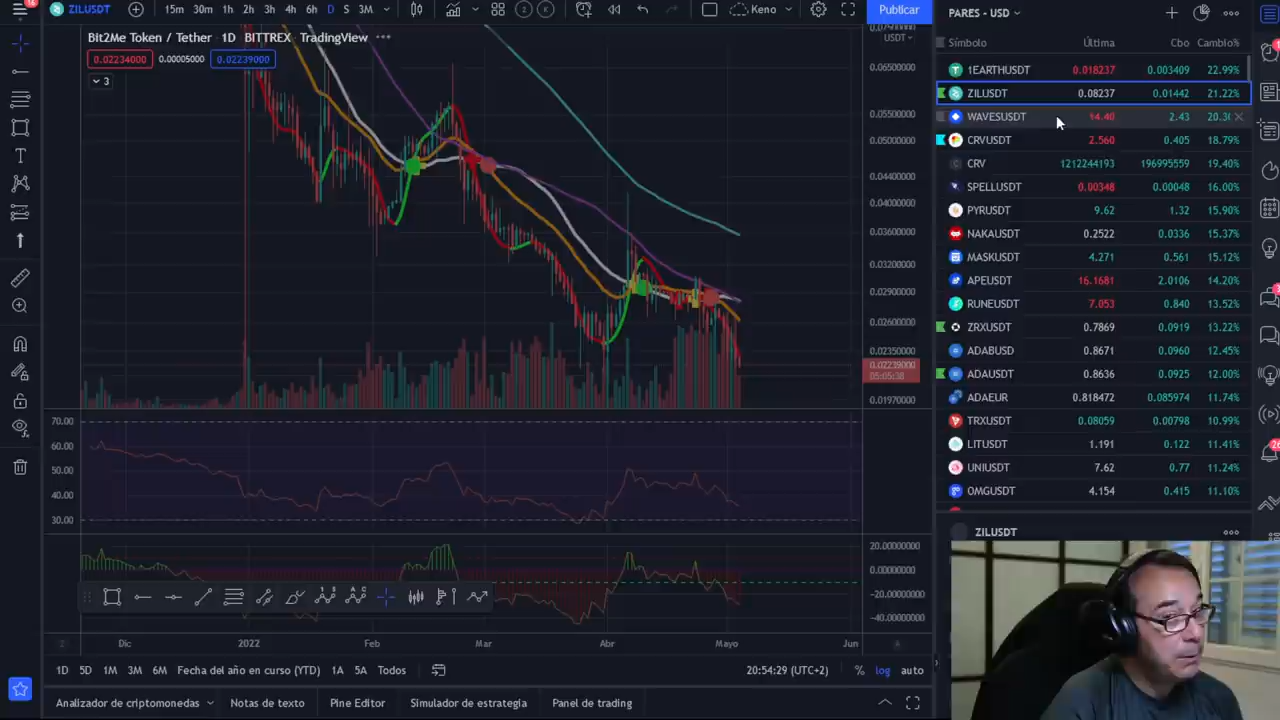 16
ZILUSDT
15m 30m 1h 2h 3h 4h 6h D S 3M
Keno
Publicar
PARES - USD
Bit2Me Token / Tether · 1D BITTREX TradingView
0.02234000 0.00005000 0.02239000
3
USDT
0.06500000
0.05500000
0.05000000
0.04400000
0.04000000
0.03600000
0.03200000
0.02900000
0.02600000
0.02350000
0.02239000
05:05:38
0.01970000
70.00
60.00
50.00
40.00
30.00
20.00000000
0.00000000
-20.00000000
-40.00000000
Dic 2022 Feb Mar Abr Mayo Jun
1D 5D 1M 3M 6M Fecha del año en curso (YTD) 1A 5A Todos
20:54:29 (UTC+2) % log auto
Analizador de criptomonedas Notas de texto Pine Editor Simulador de estrategia Panel de trading
Símbolo Última Cbo Cambio%
1EARTHUSDT 0.018237 0.003409 22.99%
ZILUSDT 0.08237 0.01442 21.22%
WAVESUSDT 2.43
CRVUSDT 2.560 0.405 18.79%
CRV 1212244193 196995559 19.40%
SPELLUSDT 0.00348 0.00048 16.00%
PYRUSDT 9.62 1.32 15.90%
NAKAUSDT 0.2522 0.0336 15.37%
MASKUSDT 4.271 0.561 15.12%
APEUSDT 16.1681 2.0106 14.20%
RUNEUSDT 7.053 0.840 13.52%
ZRXUSDT 0.7869 0.0919 13.22%
ADABUSD 0.8671 0.0960 12.45%
ADAUSDT 0.8636 0.0925 12.00%
ADAEUR 0.818472 0.085974 11.74%
TRXUSDT 0.08059 0.00798 10.99%
LITUSDT 1.191 0.122 11.41%
UNIUSDT 7.62 0.77 11.24%
OMGUSDT 4.154 0.415 11.10%
ZILUSDT